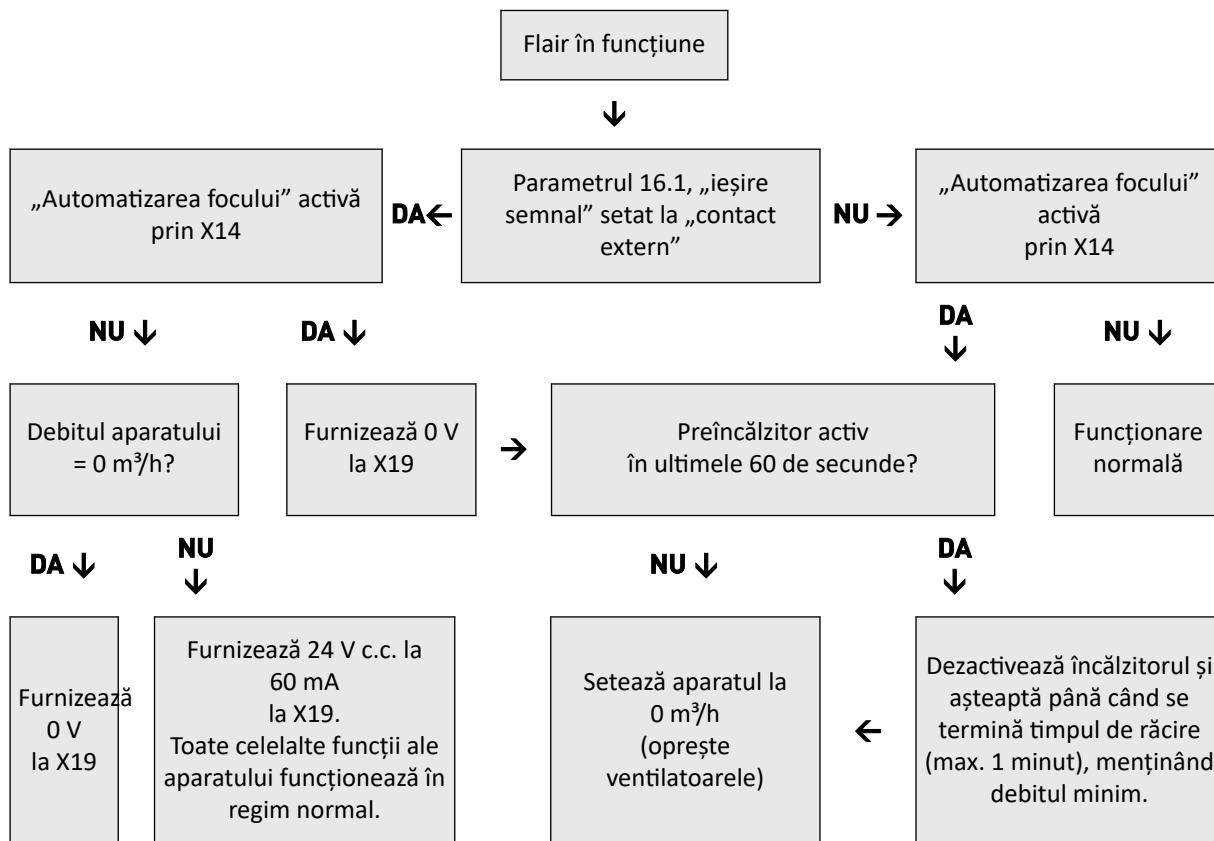 Flair în funcțiune
„Automatizarea focului” activă
prin X14
DA
Parametrul 16.1, „ieșire
semnal” setat la „contact
extern”
NU
„Automatizarea focului”
activă
prin X14
NU
DA
DA
NU
Debitul aparatului
= 0 m³/h?
Furnizează 0 V
la X19
Preîncălzitor activ
în ultimele 60 de secunde?
Funcționare
normală
DA
NU
NU
DA
Furnizează
0 V
la X19
Furnizează 24 V c.c. la
60 mA
la X19.
Toate celelalte funcții ale
aparatului funcționează în
regim normal.
Setează aparatul la
0 m³/h
(oprește
ventilatoarele)
Dezactivează încălzitorul și
așteaptă până când se
termină timpul de răcire
(max. 1 minut), menținând
debitul minim.